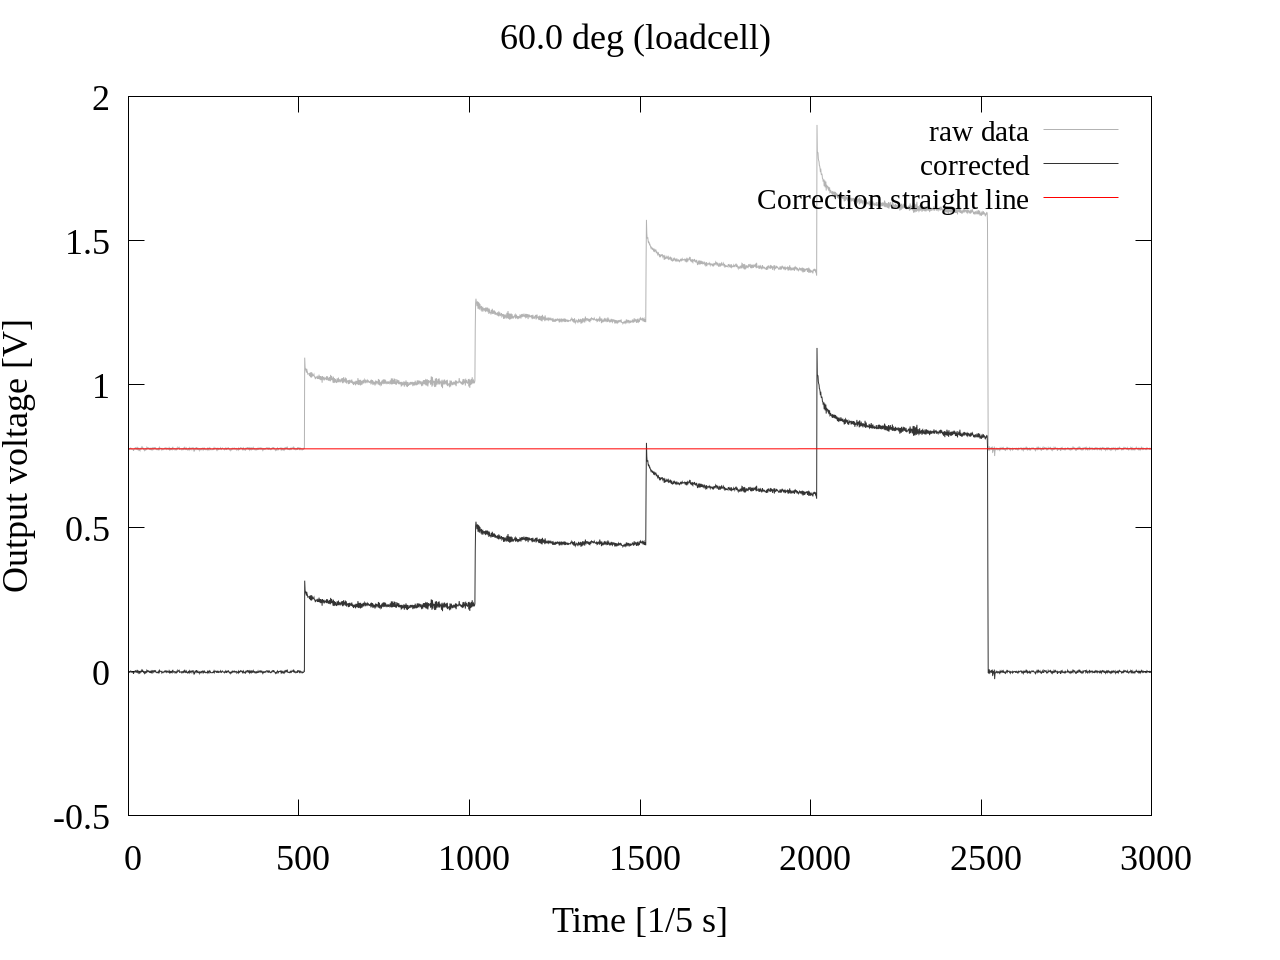 60.0 deg (loadcell)
2
1.5
1
0.5
0
-0.5
raw data
corrected
Correction straight line
Output voltage [V]
0 500 1000 1500 2000 2500 3000
Time [1/5 s]